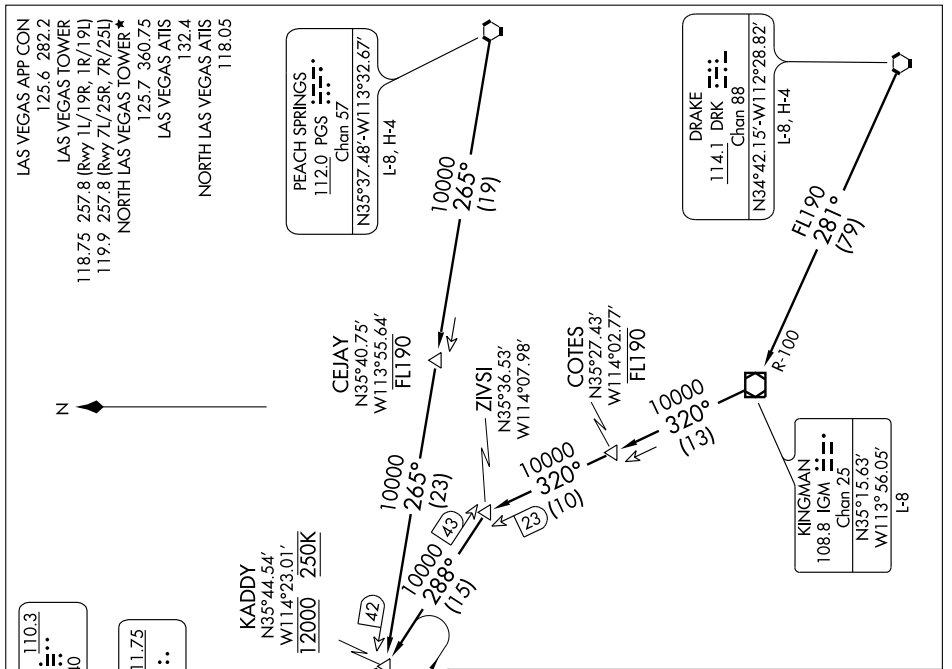 LAS VEGAS APP CON
125.6 282.2
LAS VEGAS TOWER
118.75 257.8 (Rwy 1L/19R, 1R/19L)
119.9 257.8 (Rwy 7L/25R, 7R/25L)
NORTH LAS VEGAS TOWER★
125.7 360.75
LAS VEGAS ATIS
132.4
NORTH LAS VEGAS ATIS
118.05
N
PEACH SPRINGS
112.0 PGS
Chan 57
N35°37.48'-W113°32.67'
L-8, H-4
10000
265°
(19)
CEJAY
N35°40.75'
W113°55.64'
FL190
10000
265°
(23)
DRAKE
114.1 DRK
Chan 88
N34°42.15'-W112°28.82'
L-8, H-4
FL190
281°
(79)
R-100
KINGMAN
108.8 IGM
Chan 25
N35°15.63'
W113°56.05'
L-8
10000
320°
(13)
COTES
N35°27.43'
W114°02.77'
FL190
10000
320°
(10)
ZIVSI
N35°36.53'
W114°07.98'
23
43
10000
288°
(15)
42
KADDY
N35°44.54'
W114°23.01'
12000 250K
110.3
40
11.75